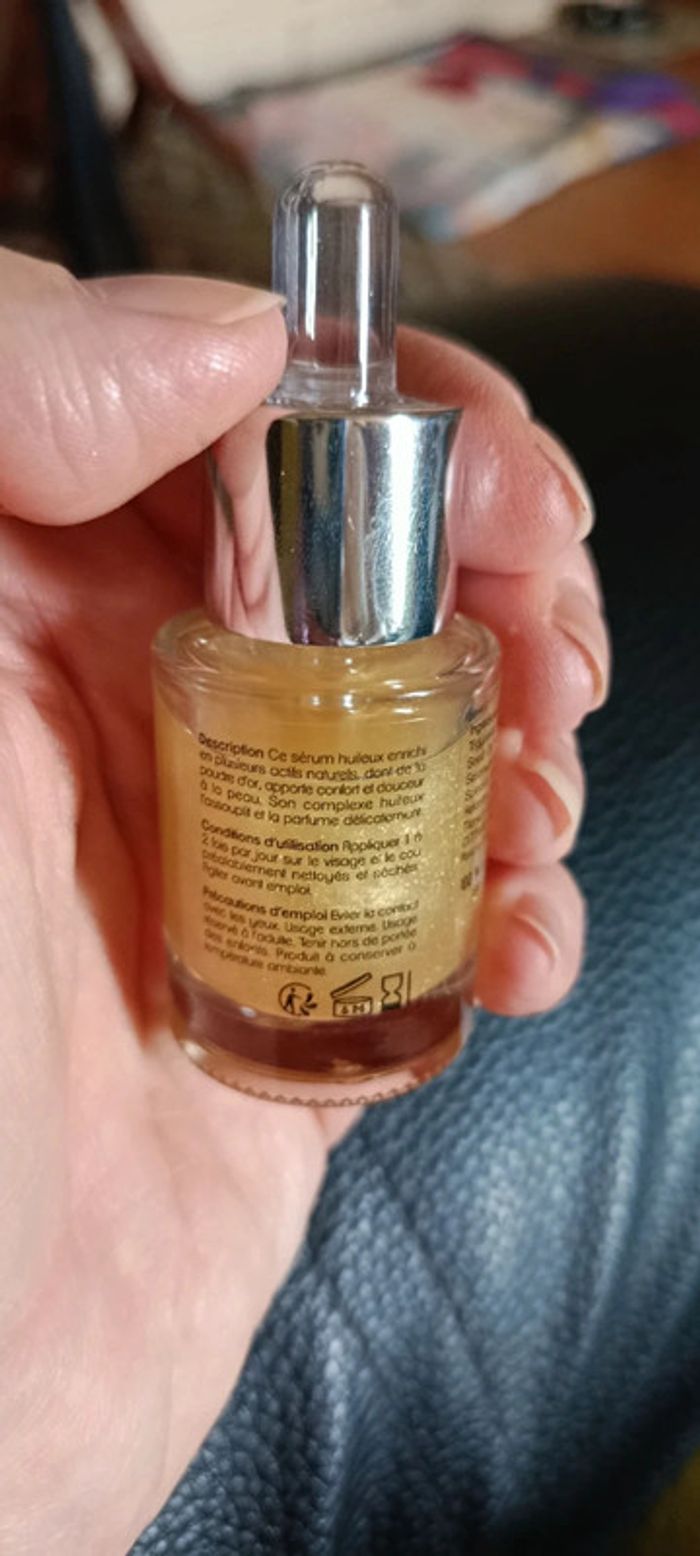 Description Ce sérum huileux enrichi
en plusieurs actifs naturels, dont de la
poudre d'or, apporte confort et douceur
à la peau. Son complexe huileux
l'assouplit et la parfume délicatement.
Conditions d'utilisation Appliquer 1 à
2 fois par jour sur le visage et le cou
préalablement nettoyés et séchés.
Agiter avant emploi.
Précautions d'emploi Eviter le contact
avec les yeux. Usage externe. Usage
réservé à l'adulte. Tenir hors de portée
des enfants. Produit à conserver à
température ambiante.
6 M